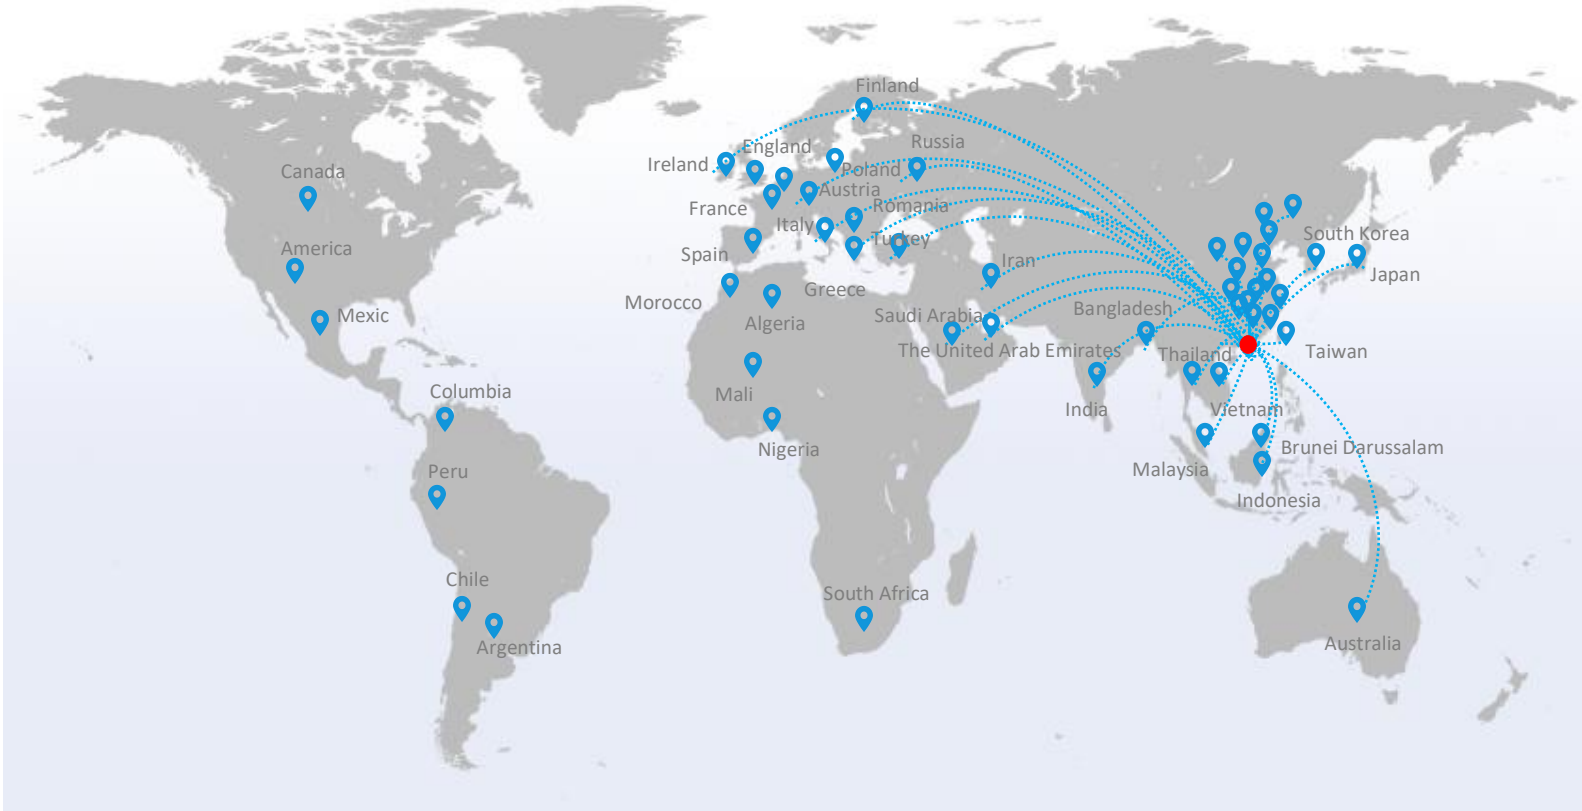 Finland
England
Russia
Ireland
Poland
Canada
Austria
France
Romania
Italy
South Korea
Turkey
America
Spain
Iran
Japan
Greece
Morocco
Bangladesh
Mexic
Saudi Arabia
Algeria
The United Arab Emirates
Thailand
Taiwan
Columbia
Mali
India
Vietnam
Nigeria
Brunei Darussalam
Peru
Malaysia
Indonesia
Chile
South Africa
Argentina
Australia